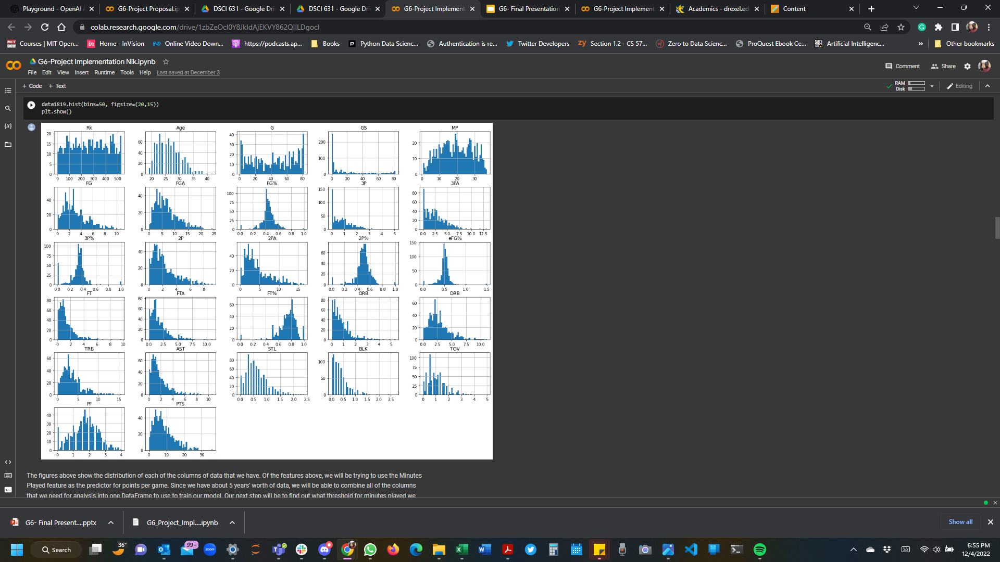 Playground - OpenAI A
G6-Project Proposal.ip
DSCI 631 - Google Dri
DSCI 631 - Google Dri
G6-Project Implement
G6- Final Presentation
G6-Project Implement
Academics - drexel.ed
Content
colab.research.google.com/drive/1zbZeOcl0Y8JkIdAjEKVY862QIILDgocI
Courses | MIT Open...
Home - InVision
Online Video Down...
https://podcasts.ap...
Books
Python Data Scienc...
Authentication is re...
Twitter Developers
Section 1.2 - CS 57...
Zero to Data Scienc...
ProQuest Ebook Ce...
Artificial Intelligenc...
»
Other bookmarks
G6-Project Implementation Nik.ipynb
File Edit View Insert Runtime Tools Help Last saved at December 3
Comment Share
+ Code + Text
RAM
Disk
Editing
data1819.hist(bins=50, figsize=(20,15))
plt.show()
Rk Age G GS MP
20 15 10 5 0
0 100 200 300 400 500
60 40 20 0
20 25 30 35 40
40 30 20 10 0
0 20 40 60 80
200 100 0
0 20 40 60 80
20 10 0
0 10 20 30
FG FGA FG% 3P 3PA
40 20 0
0 2 4 6 8 10
40 20 0
0 5 10 15 20 25
100 75 50 25 0
0.0 0.2 0.4 0.6 0.8 1.0
150 100 50 0
0 1 2 3 4 5
80 60 40 20 0
0.0 2.5 5.0 7.5 10.0 12.5
3P% 2P 2PA 2P% eFG%
100 75 50 25 0
0.0 0.2 0.4 0.6 0.8 1.0
40 20 0
0 2 4 6 8
40 20 0
0 5 10 15
60 40 20 0
0.0 0.2 0.4 0.6 0.8 1.0
150 100 50 0
0.0 0.5 1.0 1.5
FT FTA FT% ORB DRB
80 60 40 20 0
0 2 4 6 8 10
80 60 40 20 0
0.0 2.5 5.0 7.5 10.0
60 40 20 0
0.0 0.2 0.4 0.6 0.8 1.0
80 60 40 20 0
0 1 2 3 4 5
60 40 20 0
0.0 2.5 5.0 7.5 10.0
TRB AST STL BLK TOV
60 40 20 0
0 5 10 15
60 40 20 0
0 2 4 6 8 10
80 60 40 20 0
0.0 0.5 1.0 1.5 2.0 2.5
100 50 0
0.0 0.5 1.0 1.5 2.0 2.5
100 75 50 25 0
0 1 2 3 4 5
PF PTS
40 30 20 10 0
0 1 2 3 4
40 20 0
0 10 20 30
The figures above show the distribution of each of the columns of data that we have. Of the features above, we will be trying to use the Minutes
Played feature as the predictor for points per game. Since we have about 5 years' worth of data, we will be able to combine all of the columns
that we need for analysis into one DataFrame to use to train our model. Our next step will be to find out what threshold for minutes played we
G6- Final Present....pptx
G6_Project_Impl....ipynb
Show all
Search
36°
99+
zoom
6:55 PM
12/4/2022